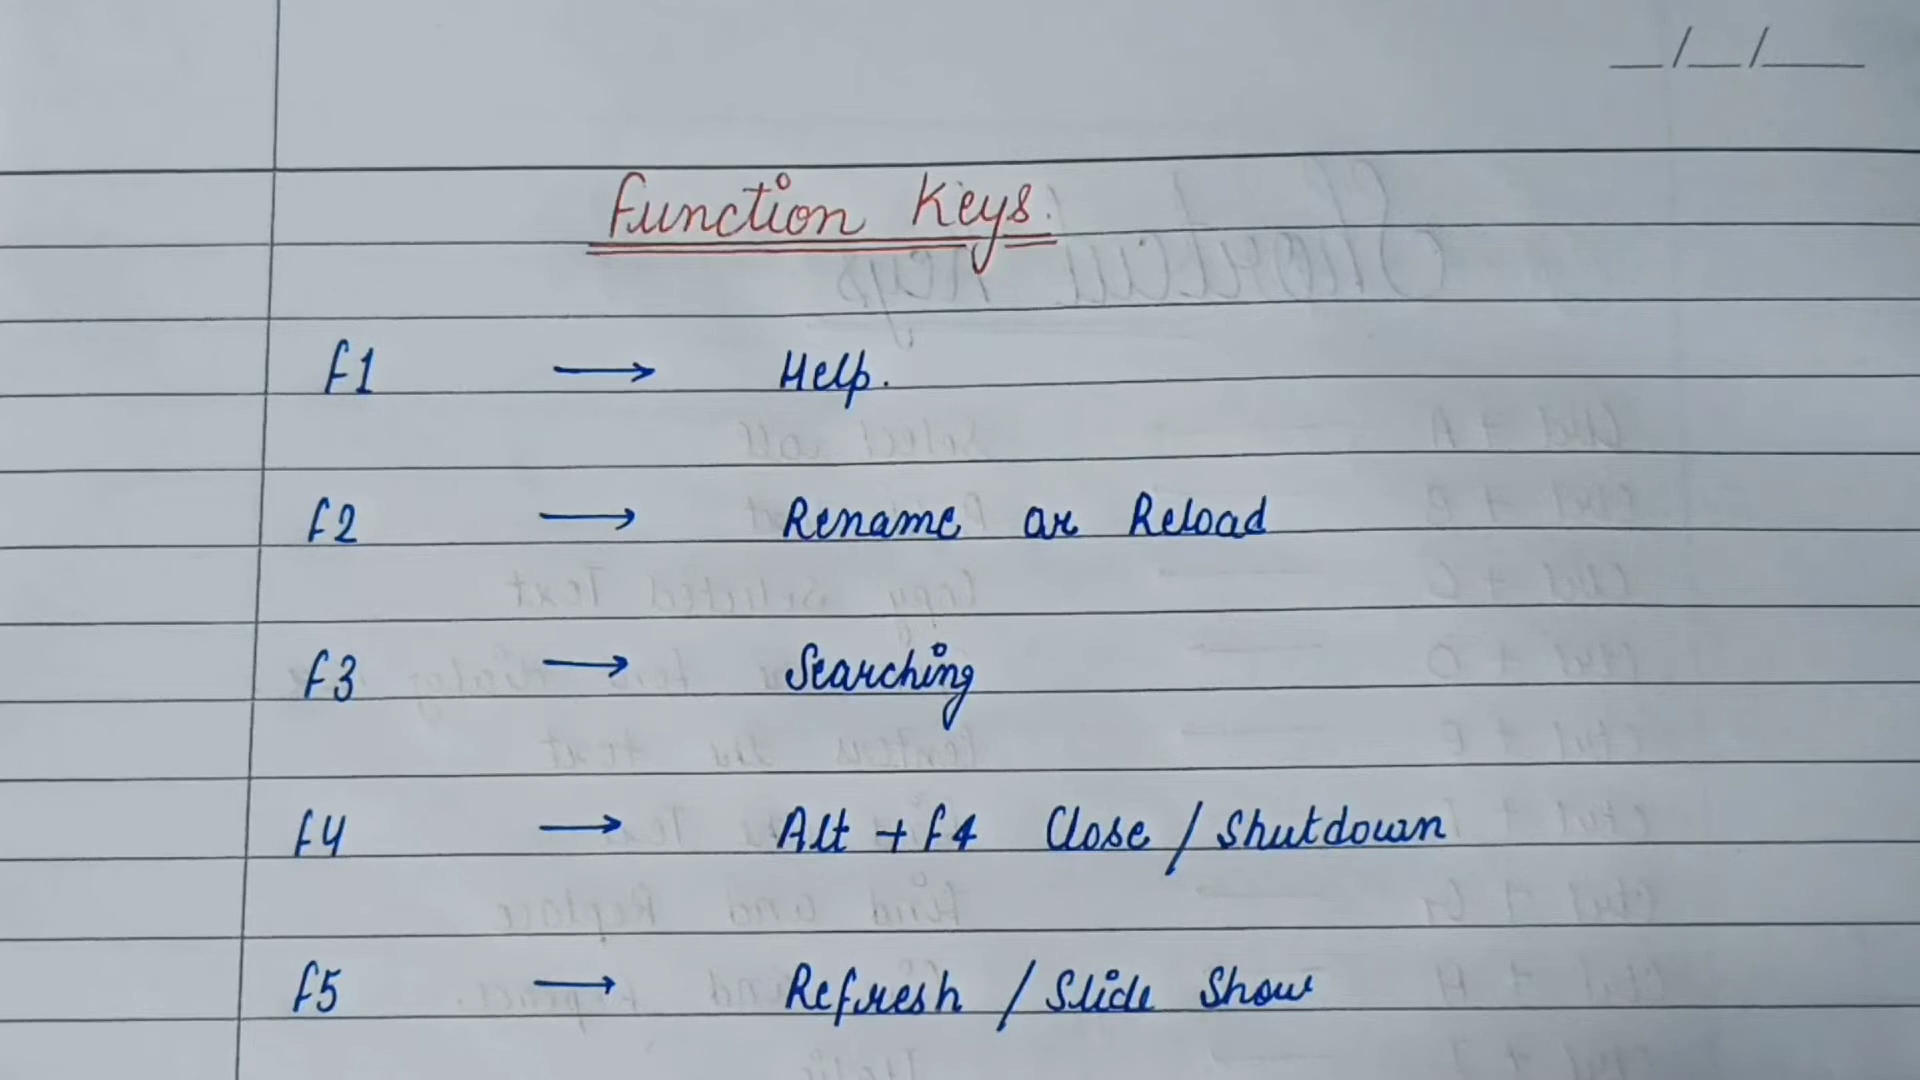 __/__/____
Function Keys.
F1 → Help.
F2 → Rename or Reload
F3 → Searching
F4 → Alt + F4 Close / Shutdown
F5 → Refresh / Slide Show